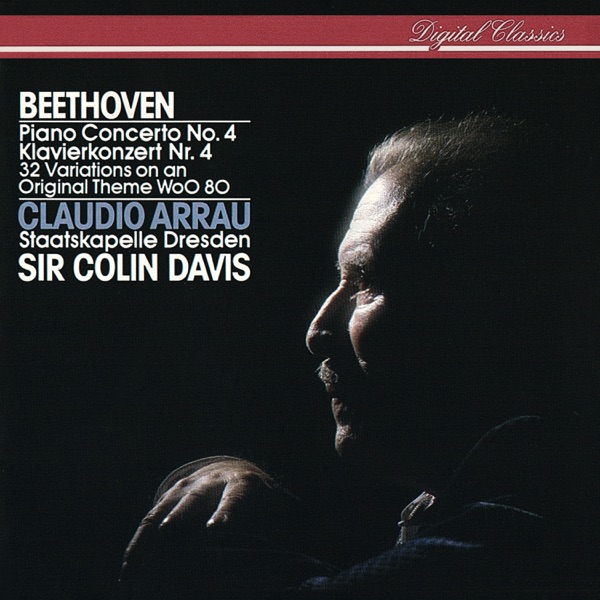 Digital Classics
BEETHOVEN
Piano Concerto No. 4
Klavierkonzert Nr. 4
32 Variations on an
Original Theme WoO 80
CLAUDIO ARRAU
Staatskapelle Dresden
SIR COLIN DAVIS